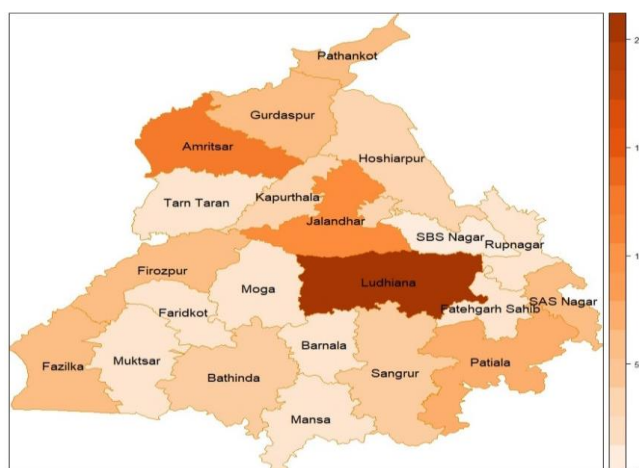 Pathankot
Gurdaspur
Amritsar
Hoshiarpur
Kapurthala
Tarn Taran
Jalandhar
SBS Nagar
Rupnagar
Firozpur
Moga
Ludhiana
SAS Nagar
Faridkot
Fatehgarh Sahib
Barnala
Muktsar
Fazilka
Bathinda
Sangrur
Patiala
Mansa
2
1
1
5